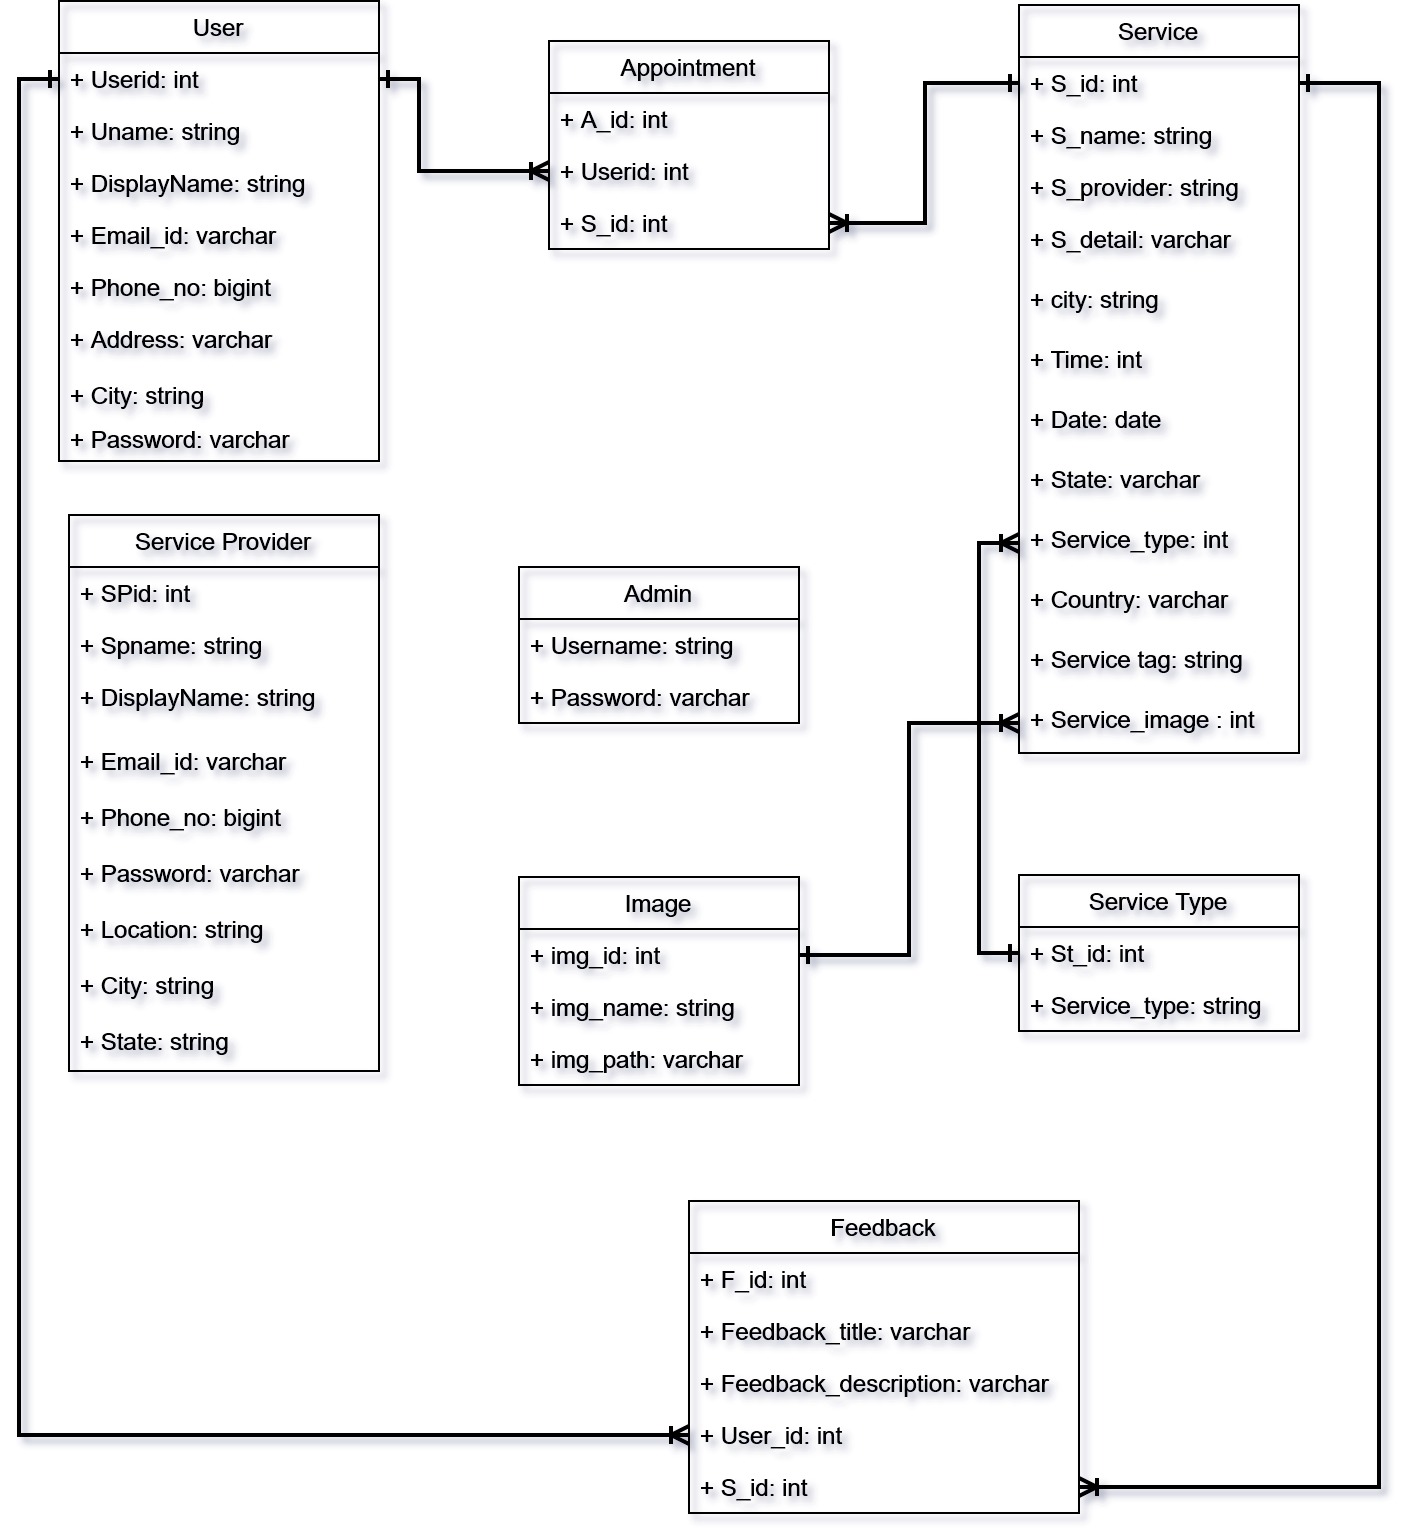 User
+ Userid: int
+ Uname: string
+ DisplayName: string
+ Email_id: varchar
+ Phone_no: bigint
+ Address: varchar
+ City: string
+ Password: varchar
Appointment
+ A_id: int
+ Userid: int
+ S_id: int
Service
+ S_id: int
+ S_name: string
+ S_provider: string
+ S_detail: varchar
+ city: string
+ Time: int
+ Date: date
+ State: varchar
+ Service_type: int
+ Country: varchar
+ Service tag: string
+ Service_image : int
Service Provider
+ SPid: int
+ Spname: string
+ DisplayName: string
+ Email_id: varchar
+ Phone_no: bigint
+ Password: varchar
+ Location: string
+ City: string
+ State: string
Admin
+ Username: string
+ Password: varchar
Image
+ img_id: int
+ img_name: string
+ img_path: varchar
Service Type
+ St_id: int
+ Service_type: string
Feedback
+ F_id: int
+ Feedback_title: varchar
+ Feedback_description: varchar
+ User_id: int
+ S_id: int